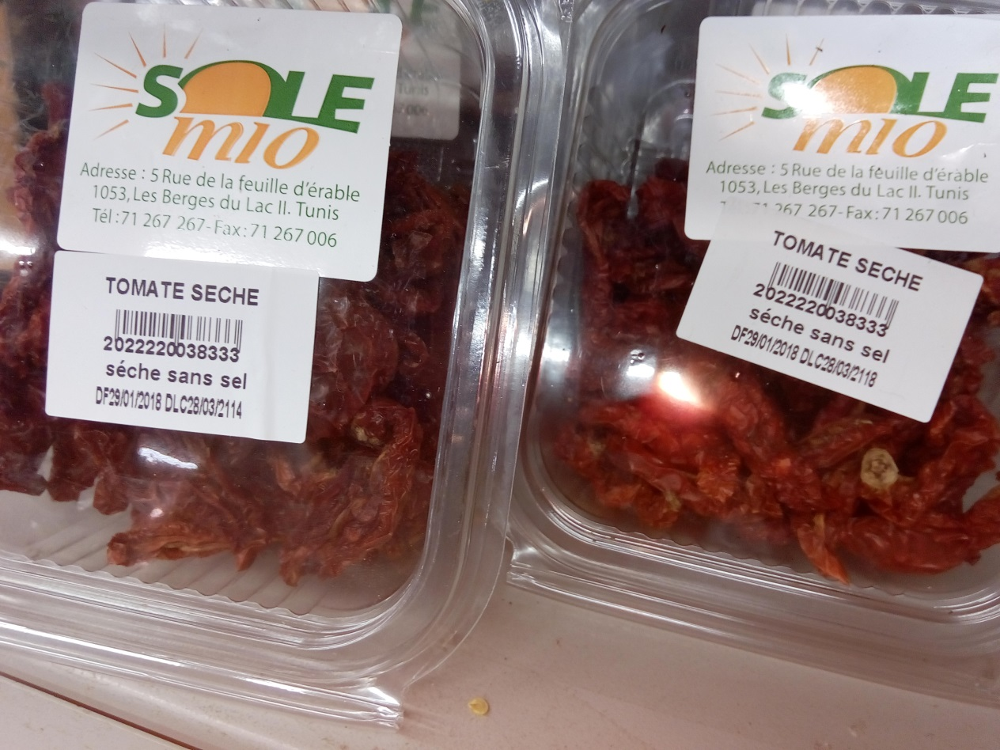 SOLE
mio
Adresse : 5 Rue de la feuille d'érable
1053, Les Berges du Lac II. Tunis
Tél : 71 267 267 - Fax : 71 267 006
TOMATE SECHE
2022220038333
séche sans sel
DF29/01/2018 DLC28/03/2114
Tunis
006
SOLE
mio
Adresse : 5 Rue de la feuille d'érable
1053, Les Berges du Lac II. Tunis
71 267 267 - Fax : 71 267 006
TOMATE SECHE
2022220038333
séche sans sel
DF29/01/2018 DLC28/03/2118